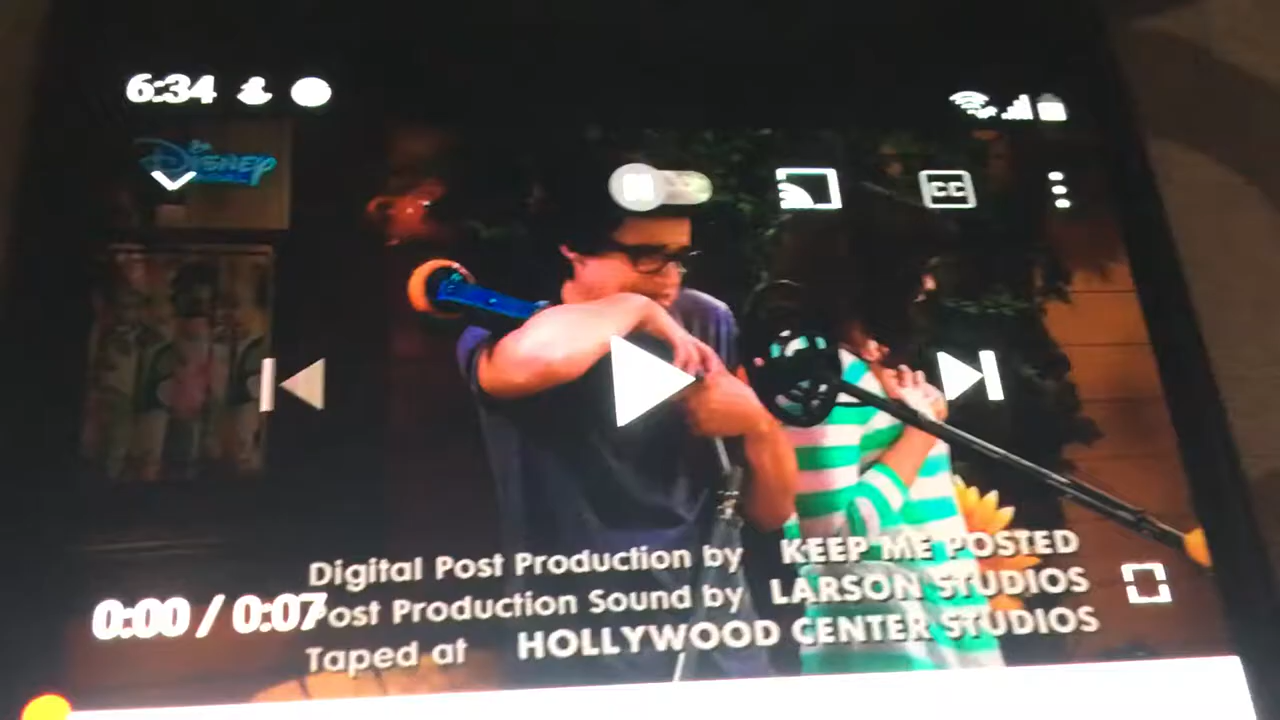 6:34
DISNEY
CC
Digital Post Production by KEEP ME POSTED
Post Production Sound by LARSON STUDIOS
0:00 / 0:07
Taped at HOLLYWOOD CENTER STUDIOS